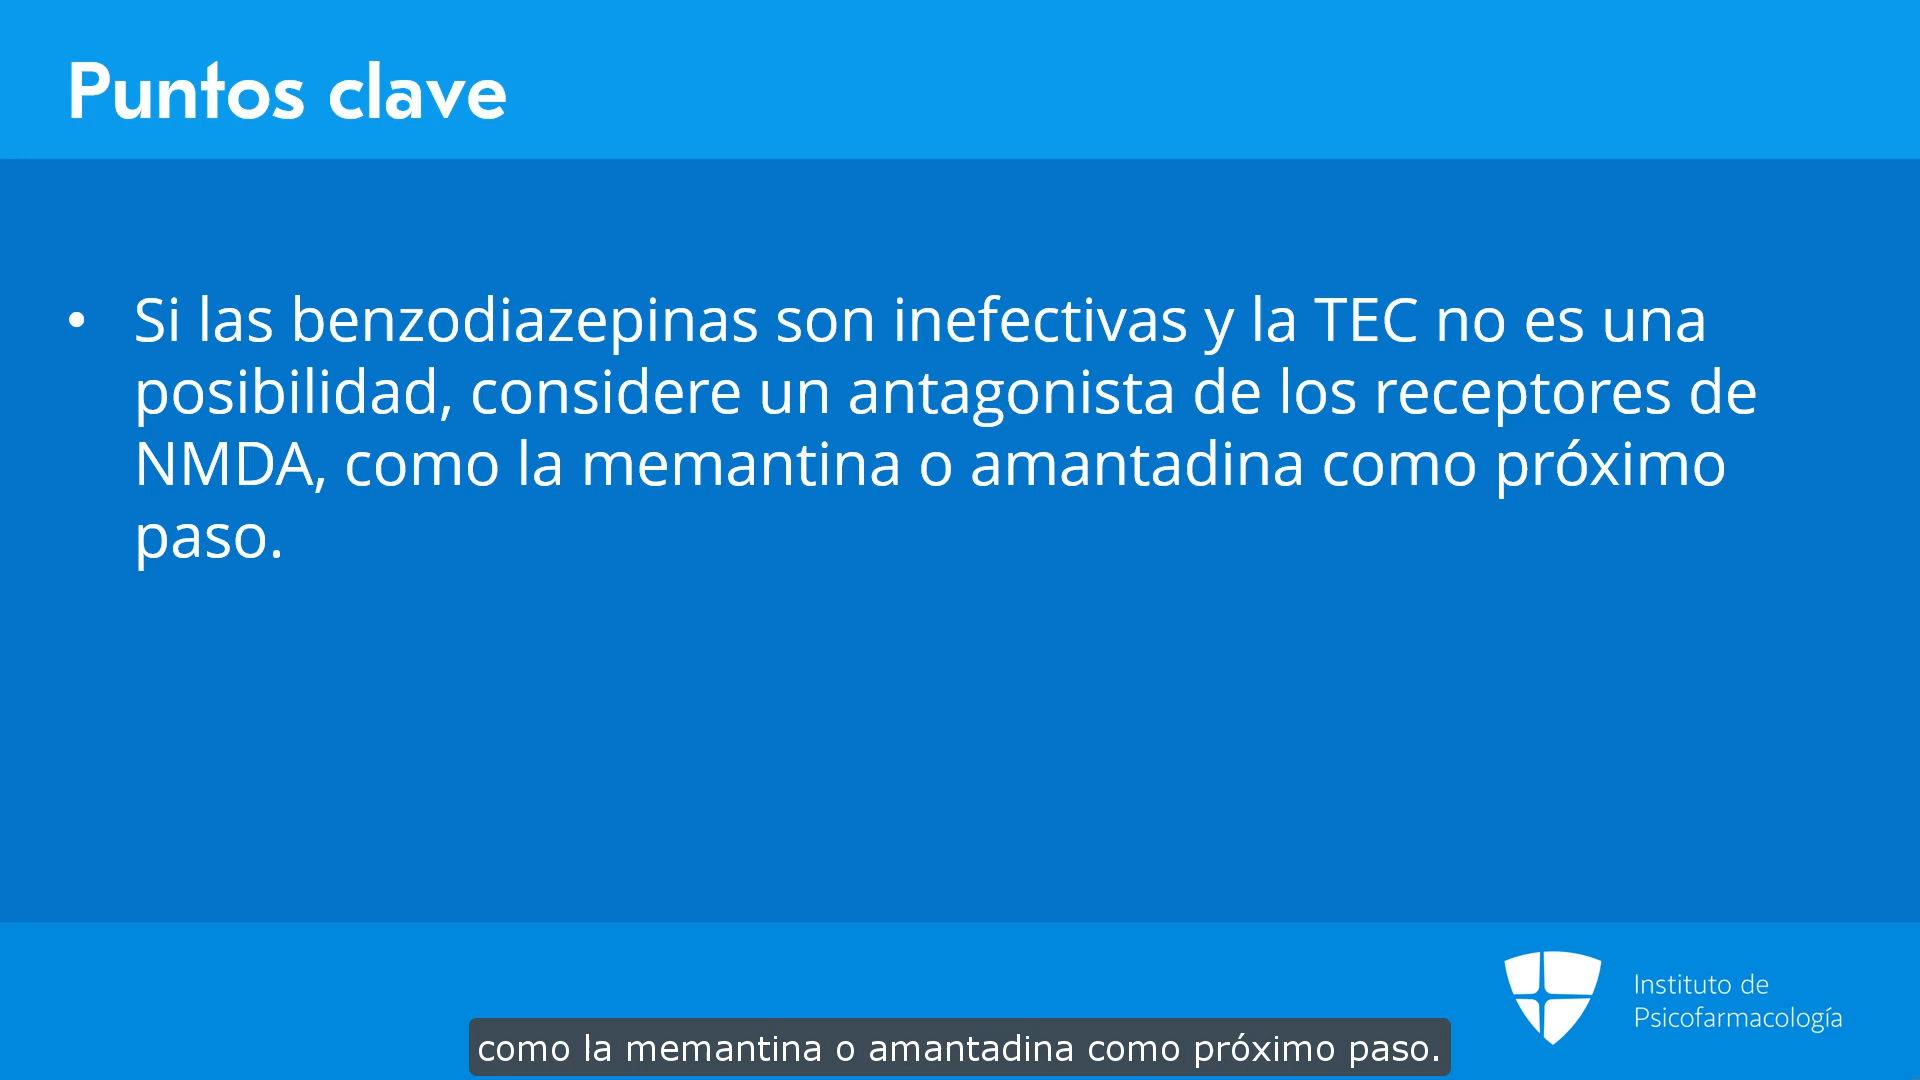 Puntos clave
• Si las benzodiazepinas son inefectivas y la TEC no es una
posibilidad, considere un antagonista de los receptores de
NMDA, como la memantina o amantadina como próximo
paso.
Instituto de
Psicofarmacología
como la memantina o amantadina como próximo paso.